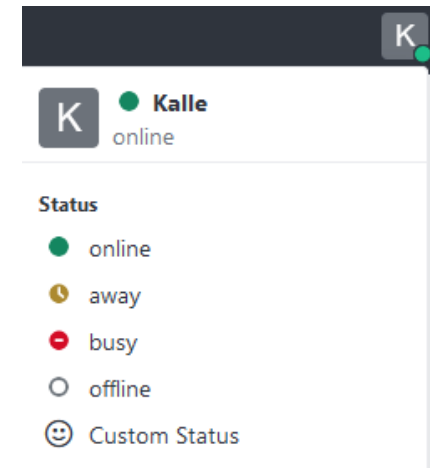 K
K
Kalle
online
Status
online
away
busy
offline
Custom Status